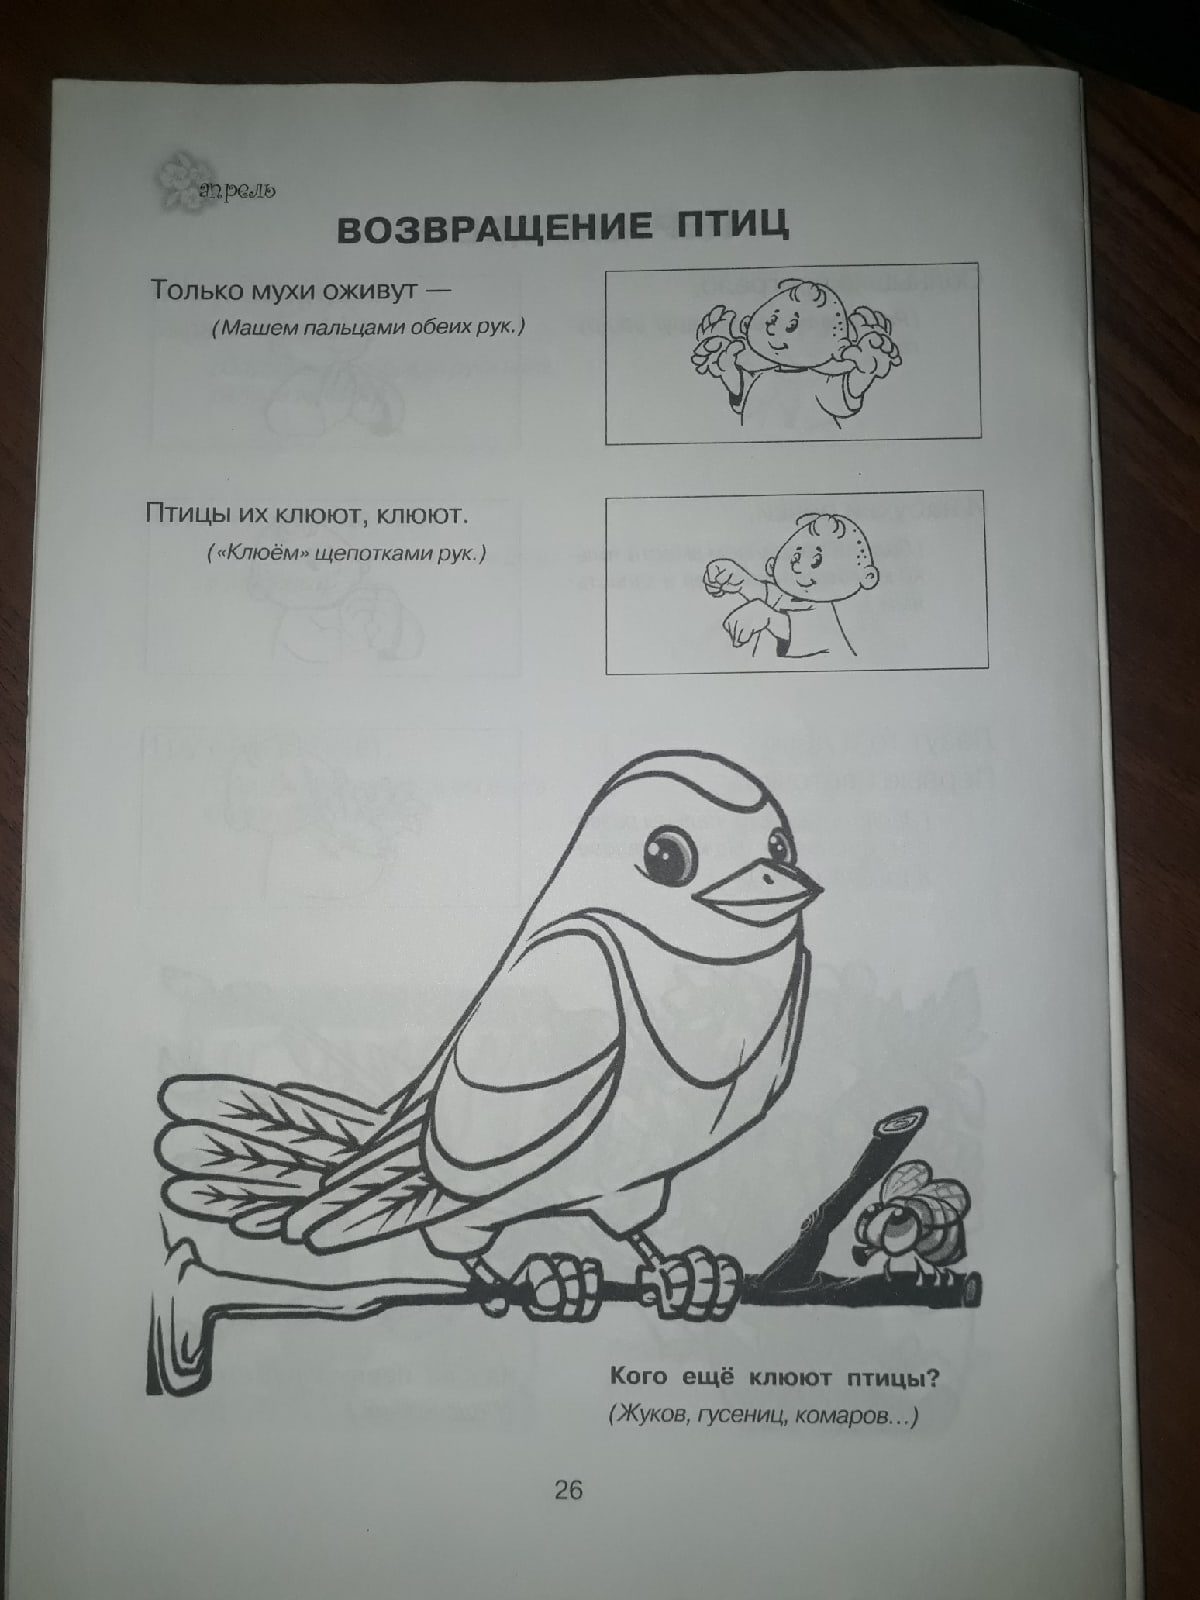 апрель
ВОЗВРАЩЕНИЕ ПТИЦ
Только мухи оживут —
(Машем пальцами обеих рук.)
Птицы их клюют, клюют.
(«Клюём» щепотками рук.)
Кого ещё клюют птицы?
(Жуков, гусениц, комаров...)
26